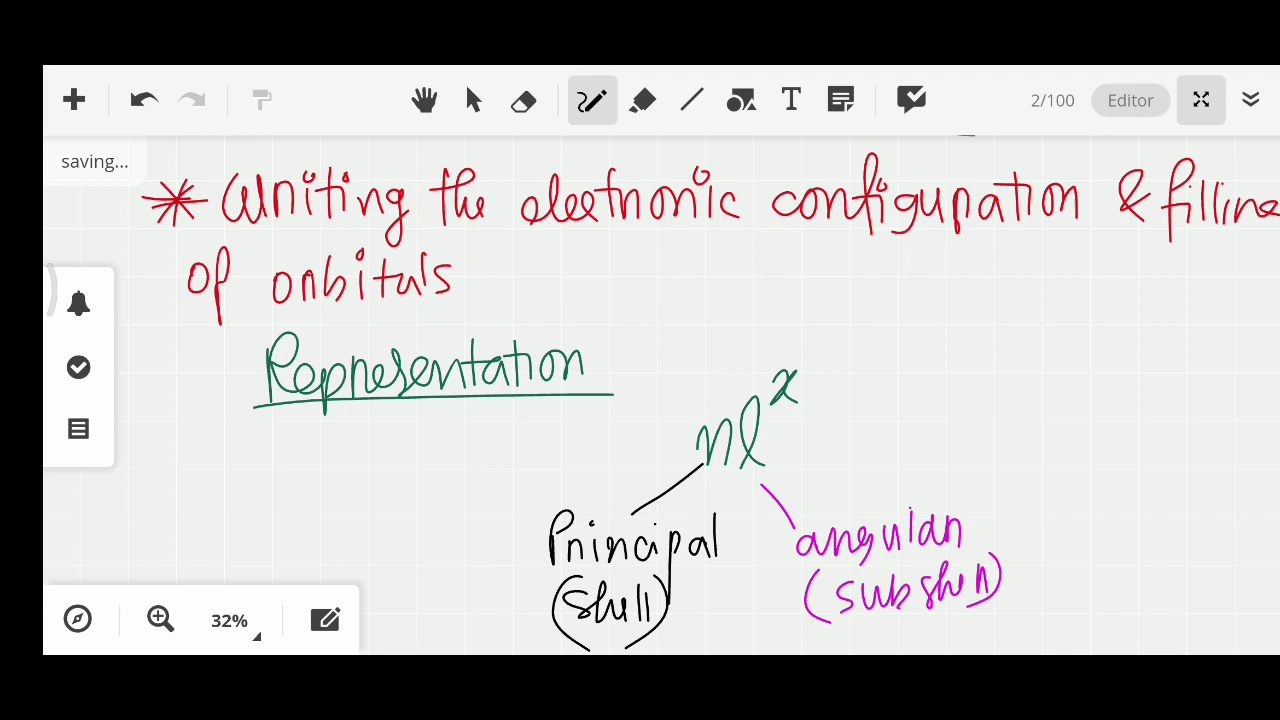 2/100 Editor
saving...
* Writing the electronic configuration & filling
of orbitals
Representation
nl^x
Principal
(shell)
angular
(subshell)
32%